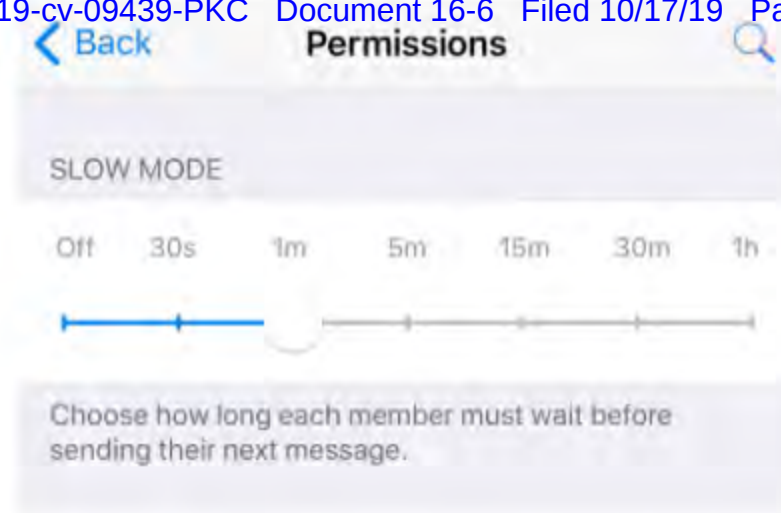 19-cv-09439-PKC Document 16-6 Filed 10/17/19 Pa
Back Permissions
SLOW MODE
Off 30s 1m 5m 15m 30m 1h
Choose how long each member must wait before
sending their next message.